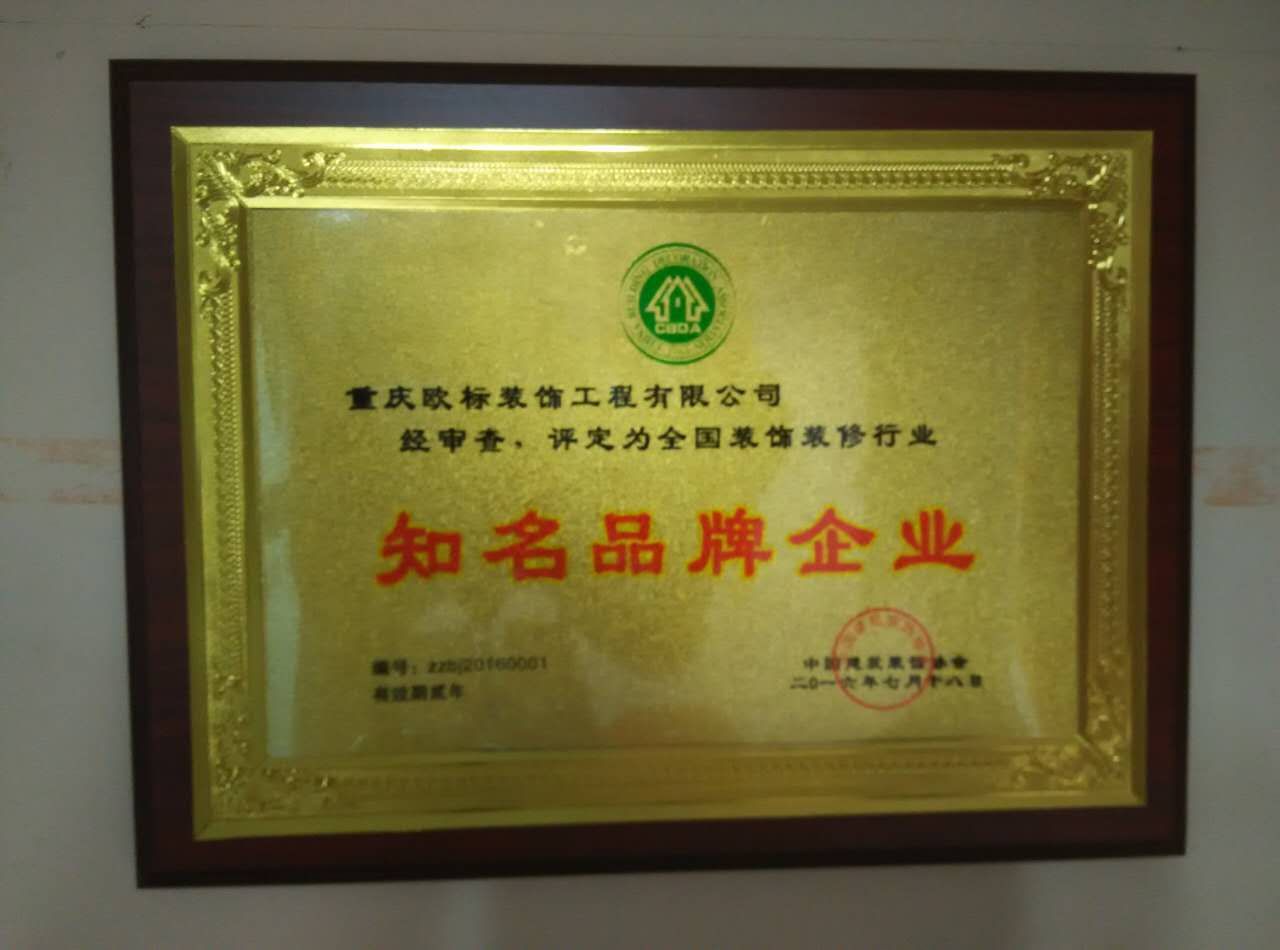 CBDA
重庆欧标装饰工程有限公司
经审查，评定为全国装饰装修行业
知名品牌企业
编号：zzbj20160001
有效期贰年
中国建筑装饰协会
二0一六年七月十八日